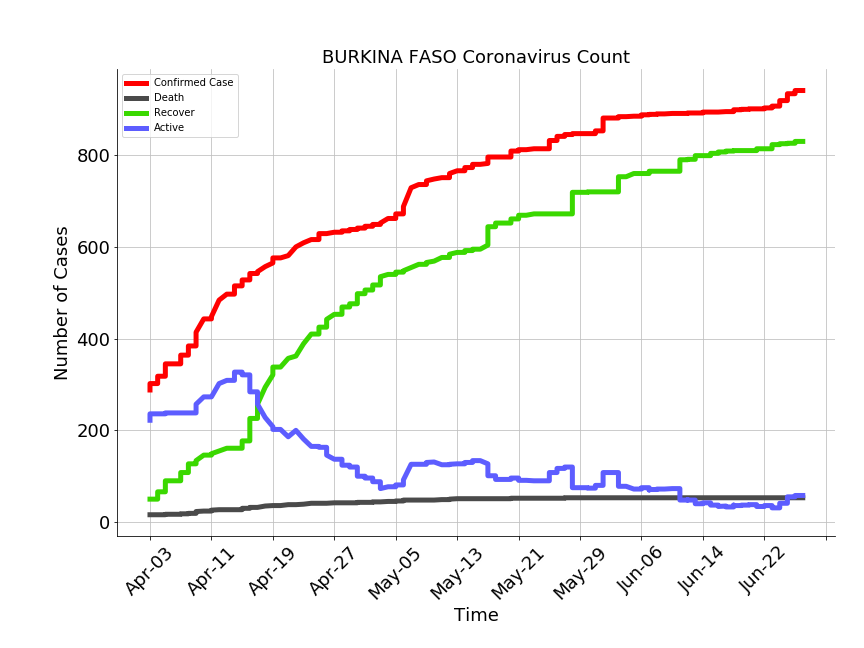 BURKINA FASO Coronavirus Count
Confirmed Case
Death
Recover
Active
800
600
400
200
0
Number of Cases
Apr-03
Apr-11
Apr-19
Apr-27
May-05
May-13
May-21
May-29
Jun-06
Jun-14
Jun-22
Time